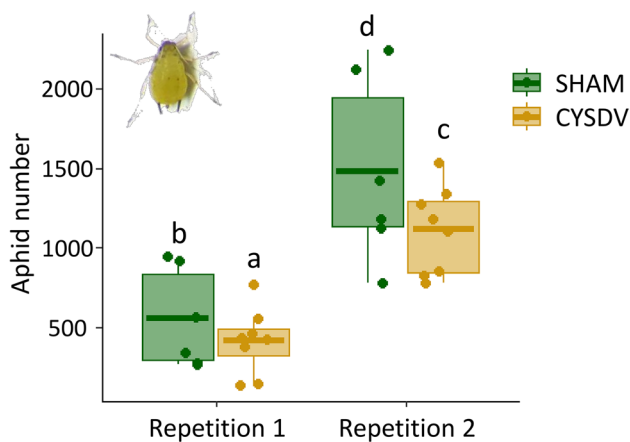 d
SHAM
CYSDV
2000
c
1500
Aphid number
1000
b
a
500
Repetition 1
Repetition 2